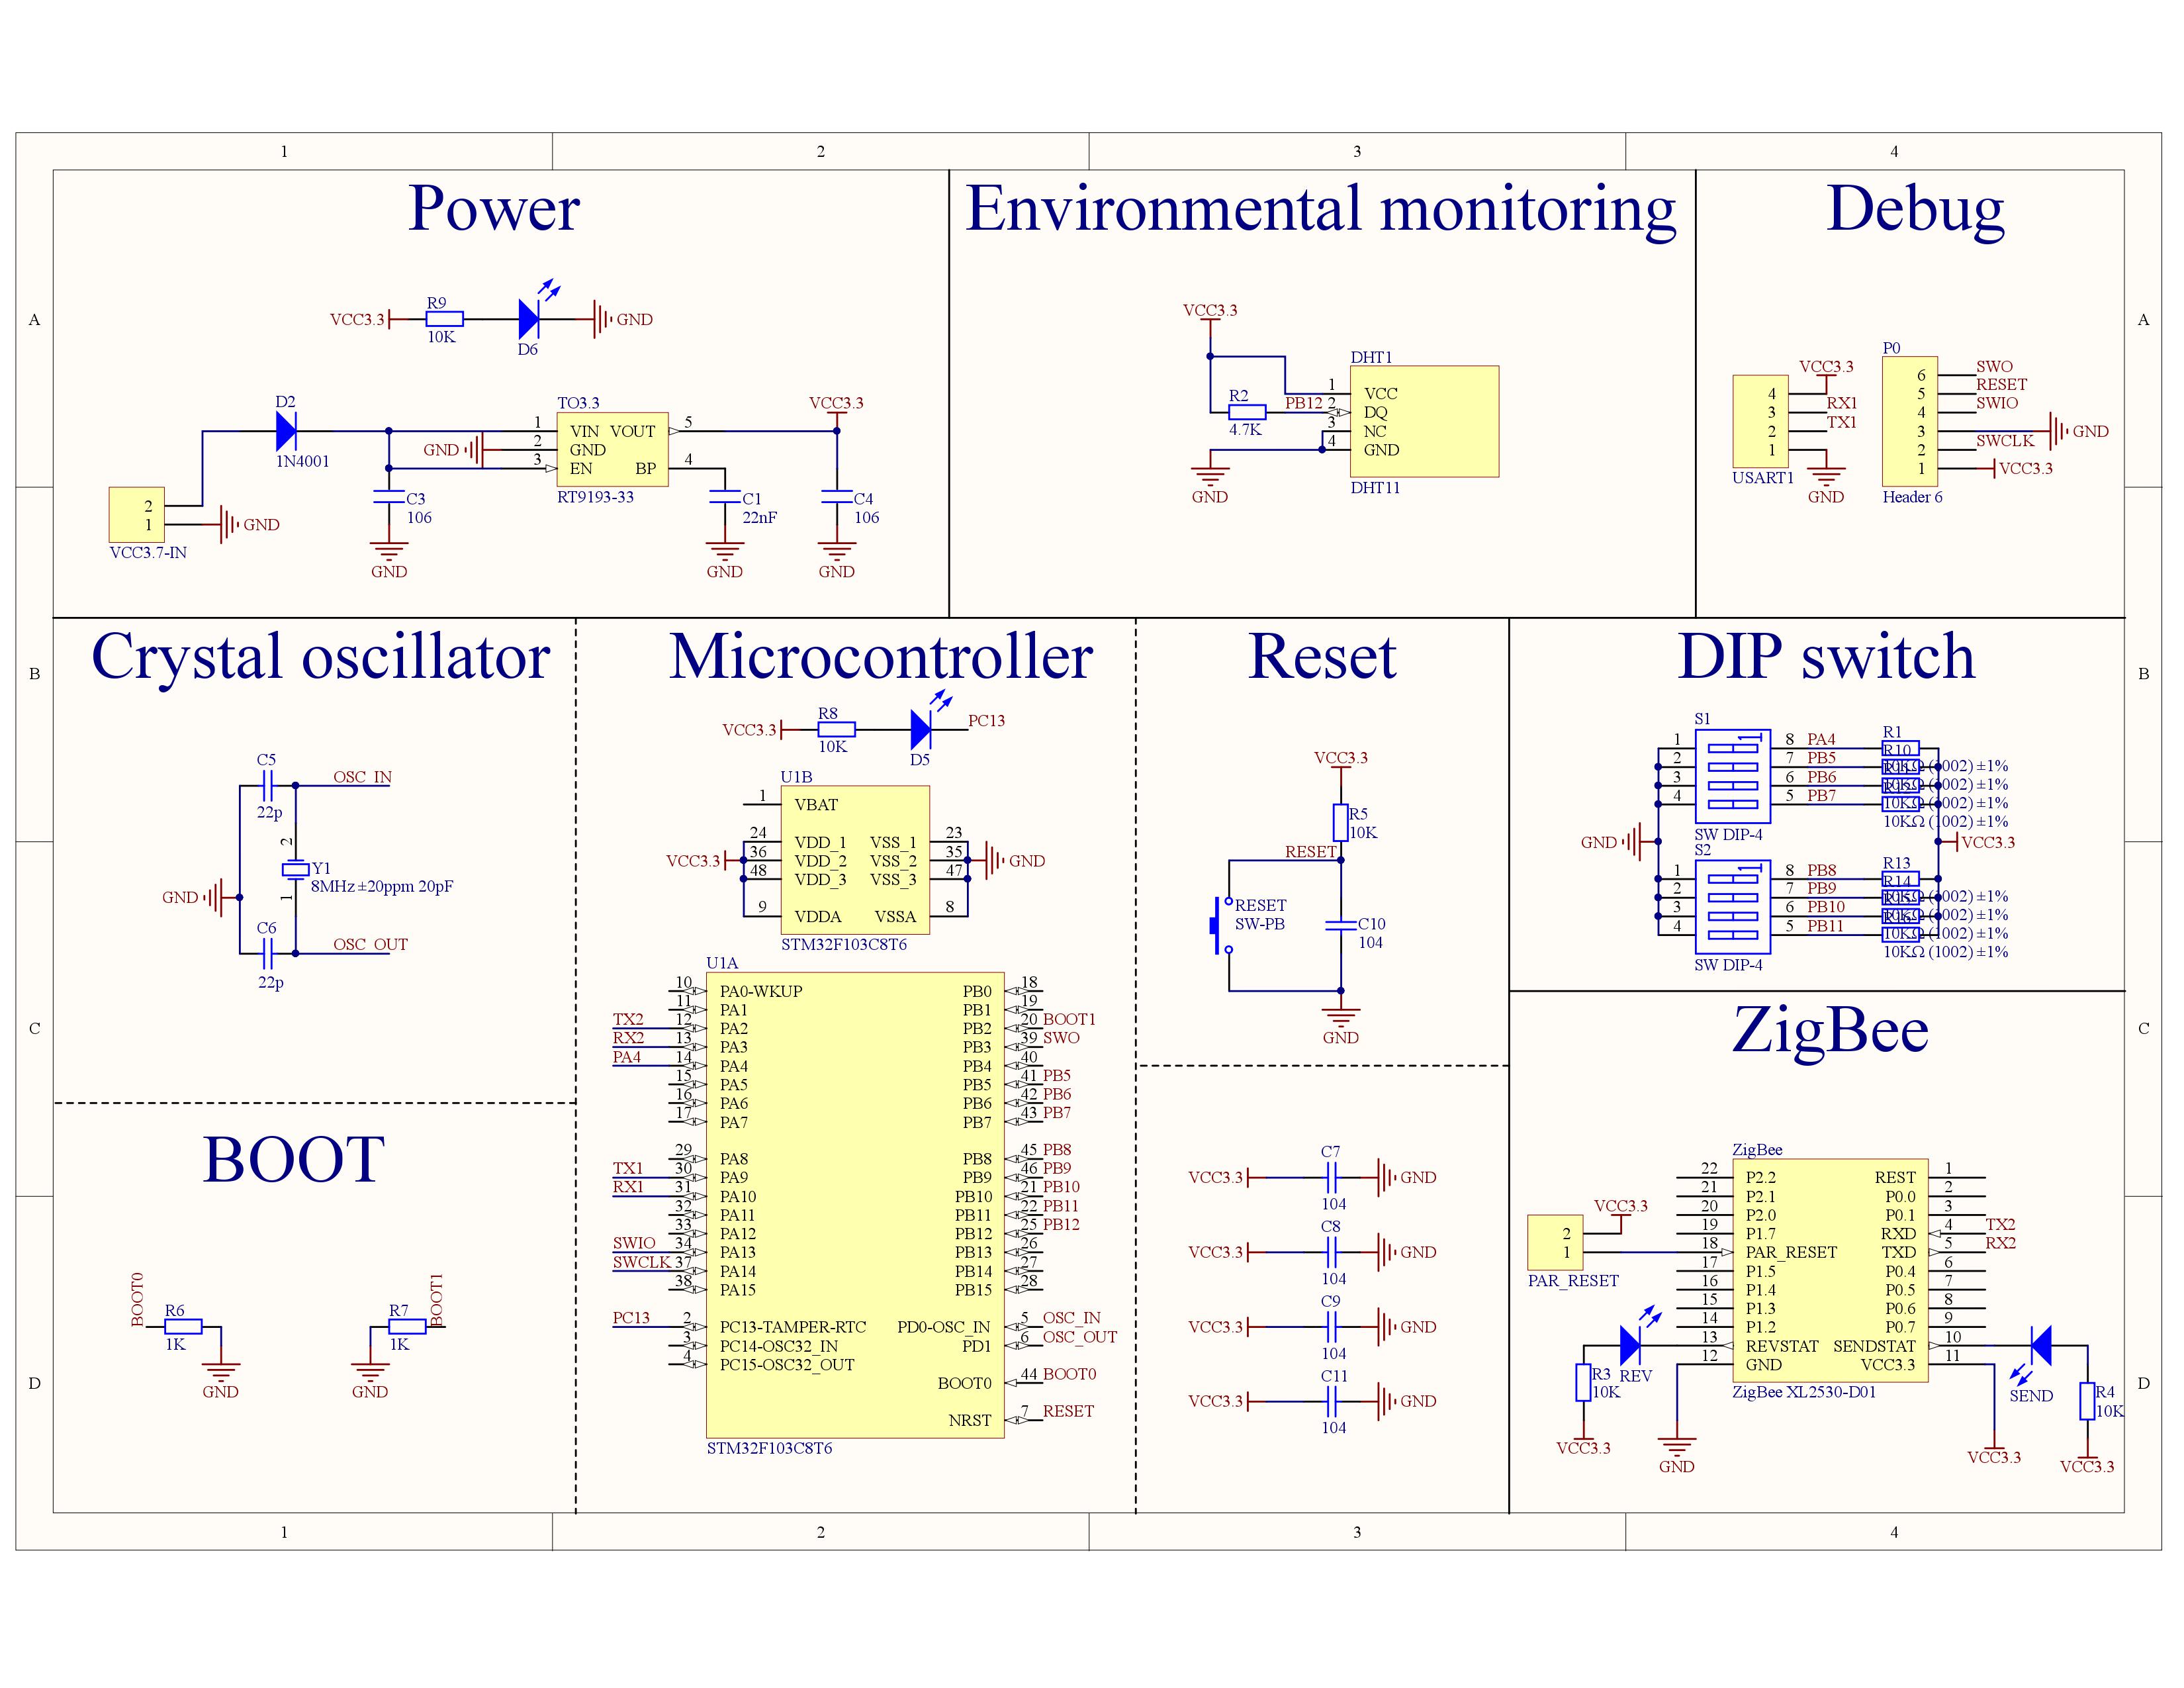 1 2 3 4
A
B
C
D
Power
VCC3.3
R9
10K
D6
GND
D2
1N4001
TO3.3
1 VIN VOUT 5
GND 2 GND
3 EN BP 4
RT9193-33
VCC3.3
2
1 GND
VCC3.7-IN
C3
106
GND
C1
22nF
GND
C4
106
GND
Environmental monitoring
VCC3.3
R2
4.7K
PB12
DHT1
1 VCC
2 DQ
3 NC
4 GND
DHT11
GND
Debug
VCC3.3
4
3 RX1
2 TX1
1
USART1
GND
P0
6 SWO
5 RESET
4 SWIO
3 GND
2 SWCLK
1 VCC3.3
Header 6
Crystal oscillator
C5
22p
OSC_IN
2
Y1
8MHz ±20ppm 20pF
1
GND
C6
22p
OSC_OUT
BOOT
BOOT0
R6
1K
GND
R7
1K
BOOT1
GND
Microcontroller
VCC3.3
R8
10K
D5
PC13
U1B
1 VBAT
24 VDD_1 VSS_1 23
VCC3.3 36 VDD_2 VSS_2 35 GND
48 VDD_3 VSS_3 47
9 VDDA VSSA 8
STM32F103C8T6
U1A
10 PA0-WKUP PB0 18
11 PA1 PB1 19
TX2 12 PA2 PB2 20 BOOT1
RX2 13 PA3 PB3 39 SWO
PA4 14 PA4 PB4 40
15 PA5 PB5 41 PB5
16 PA6 PB6 42 PB6
17 PA7 PB7 43 PB7
29 PA8 PB8 45 PB8
TX1 30 PA9 PB9 46 PB9
RX1 31 PA10 PB10 21 PB10
32 PA11 PB11 22 PB11
33 PA12 PB12 25 PB12
SWIO 34 PA13 PB13 26
SWCLK 37 PA14 PB14 27
38 PA15 PB15 28
PC13 2 PC13-TAMPER-RTC PD0-OSC_IN 5 OSC_IN
3 PC14-OSC32_IN PD1 6 OSC_OUT
4 PC15-OSC32_OUT
BOOT0 44 BOOT0
NRST 7 RESET
STM32F103C8T6
Reset
VCC3.3
R5
10K
RESET
RESET
SW-PB
C10
104
GND
C7
VCC3.3 GND
104
C8
VCC3.3 GND
104
C9
VCC3.3 GND
104
C11
VCC3.3 GND
104
DIP switch
S1
1 1 8 PA4 R1
2 7 PB5 R10
3 6 PB6
4 5 PB7
10KΩ (1002) ±1%
10KΩ (1002) ±1%
10KΩ (1002) ±1%
10KΩ (1002) ±1%
SW DIP-4
GND VCC3.3
S2
1 1 8 PB8 R13
2 7 PB9 R14
3 6 PB10
4 5 PB11
10KΩ (1002) ±1%
10KΩ (1002) ±1%
10KΩ (1002) ±1%
10KΩ (1002) ±1%
SW DIP-4
ZigBee
ZigBee
22 P2.2 REST 1
21 P2.1 P0.0 2
20 P2.0 P0.1 3
19 P1.7 RXD 4 TX2
18 PAR_RESET TXD 5 RX2
17 P1.5 P0.4 6
16 P1.4 P0.5 7
15 P1.3 P0.6 8
14 P1.2 P0.7 9
13 REVSTAT SENDSTAT 10
12 GND VCC3.3 11
ZigBee XL2530-D01
VCC3.3
2
1
PAR_RESET
R3
10K
REV
VCC3.3
GND
VCC3.3
SEND
R4
10K
VCC3.3
A
B
C
D
1 2 3 4